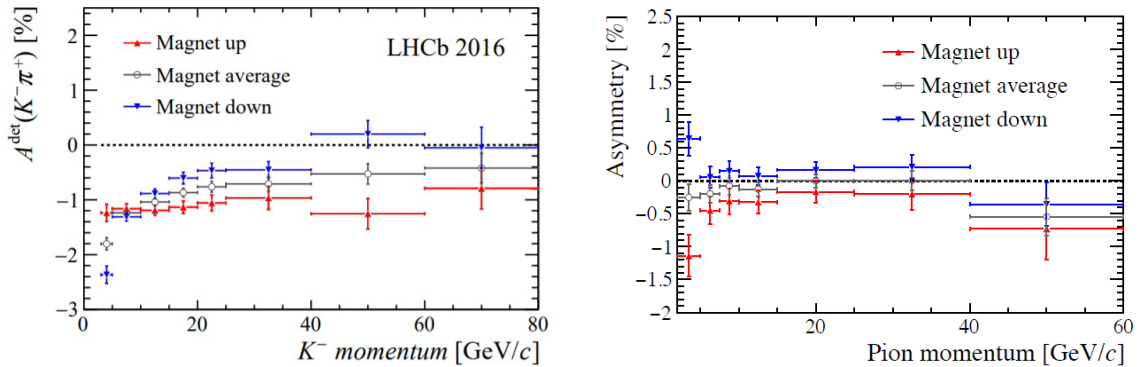 A^det(K^−π^+) [%]
2
1
0
−1
−2
−3
Magnet up
Magnet average
Magnet down
LHCb 2016
0 20 40 60 80
K^− momentum [GeV/c]
Asymmetry [%]
2.5
2
1.5
1
0.5
0
−0.5
−1
−1.5
−2
Magnet up
Magnet average
Magnet down
20 40 60
Pion momentum [GeV/c]